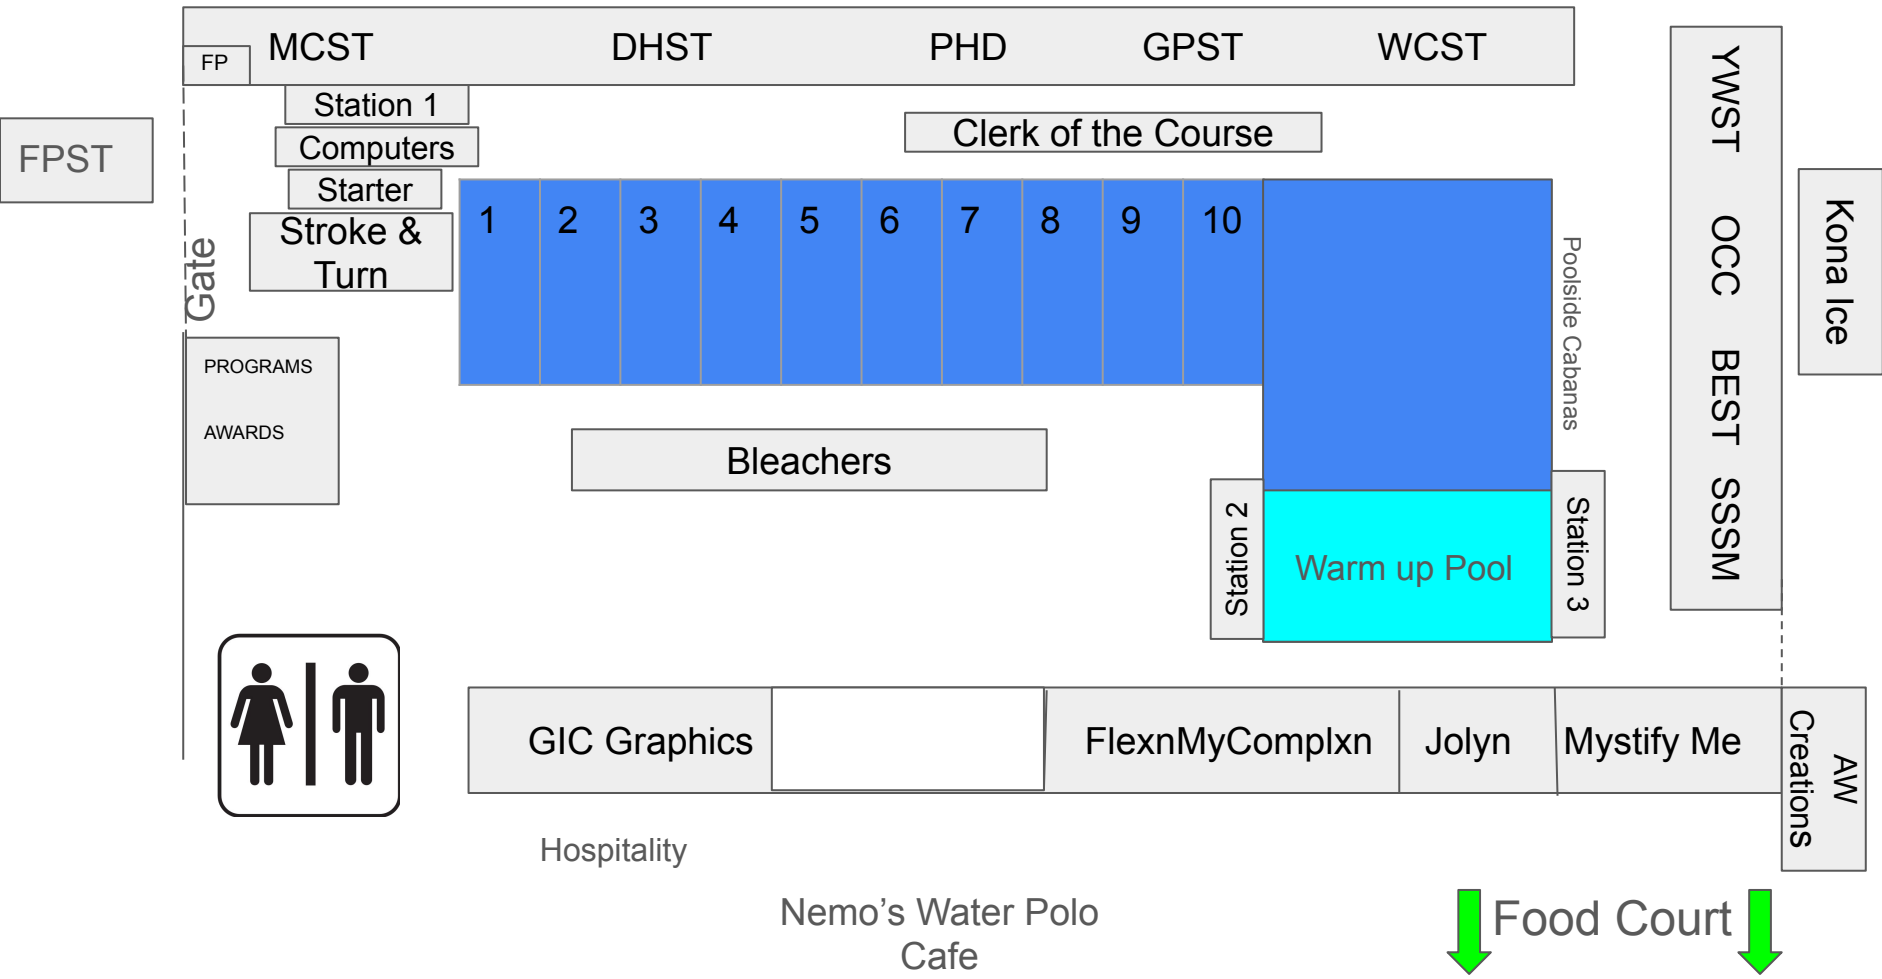 MCST DHST PHD GPST WCST
FP
Station 1
Computers
Starter
Stroke &
Turn
Clerk of the Course
FPST
Gate
PROGRAMS
AWARDS
1 2 3 4 5 6 7 8 9 10
Poolside Cabanas
YWST OCC BEST SSSM
Kona Ice
Bleachers
Station 2
Warm up Pool
Station 3
GIC Graphics
FlexnMyComplxn
Jolyn
Mystify Me
AW
Creations
Hospitality
Nemo’s Water Polo
Cafe
Food Court